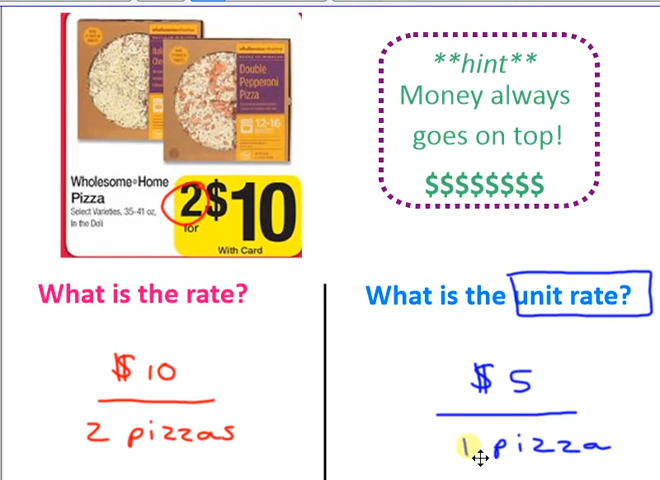 **hint**
Money always
goes on top!
$$$$$$$$
wholesome+home
Double
Pepperoni
Pizza
12-16
Wholesome+Home
Pizza
Select Varieties, 35-41 oz,
In the Deli
2 for $10
With Card
What is the rate?
$ 10
2 pizzas
What is the unit rate?
$ 5
1 pizza